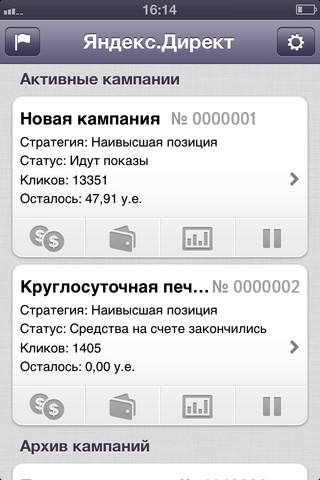 16:14
Яндекс.Директ
Активные кампании
Новая кампания № 0000001
Стратегия: Наивысшая позиция
Статус: Идут показы
Кликов: 13351
Осталось: 47,91 у.е.
Круглосуточная печ... № 0000002
Стратегия: Наивысшая позиция
Статус: Средства на счете закончились
Кликов: 1405
Осталось: 0,00 у.е.
Архив кампаний